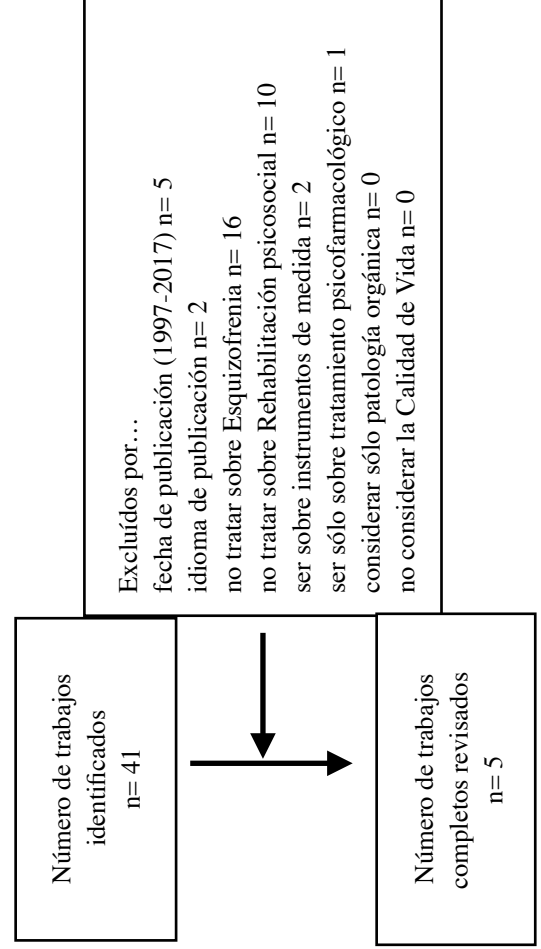 Número de trabajos
identificados
n= 41
Excluídos por…
fecha de publicación (1997-2017) n= 5
idioma de publicación n= 2
no tratar sobre Esquizofrenia n= 16
no tratar sobre Rehabilitación psicosocial n= 10
ser sobre instrumentos de medida n= 2
ser sólo sobre tratamiento psicofarmacológico n= 1
considerar sólo patología orgánica n= 0
no considerar la Calidad de Vida n= 0
Número de trabajos
completos revisados
n= 5